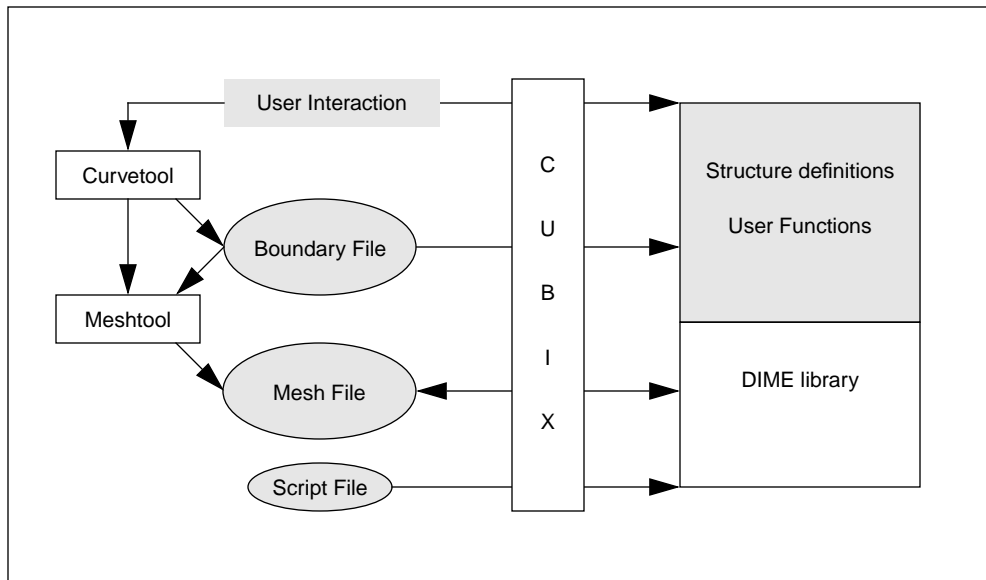 User Interaction
Curvetool
Boundary File
Meshtool
Mesh File
Script File
C
U
B
I
X
Structure definitions
User Functions
DIME library